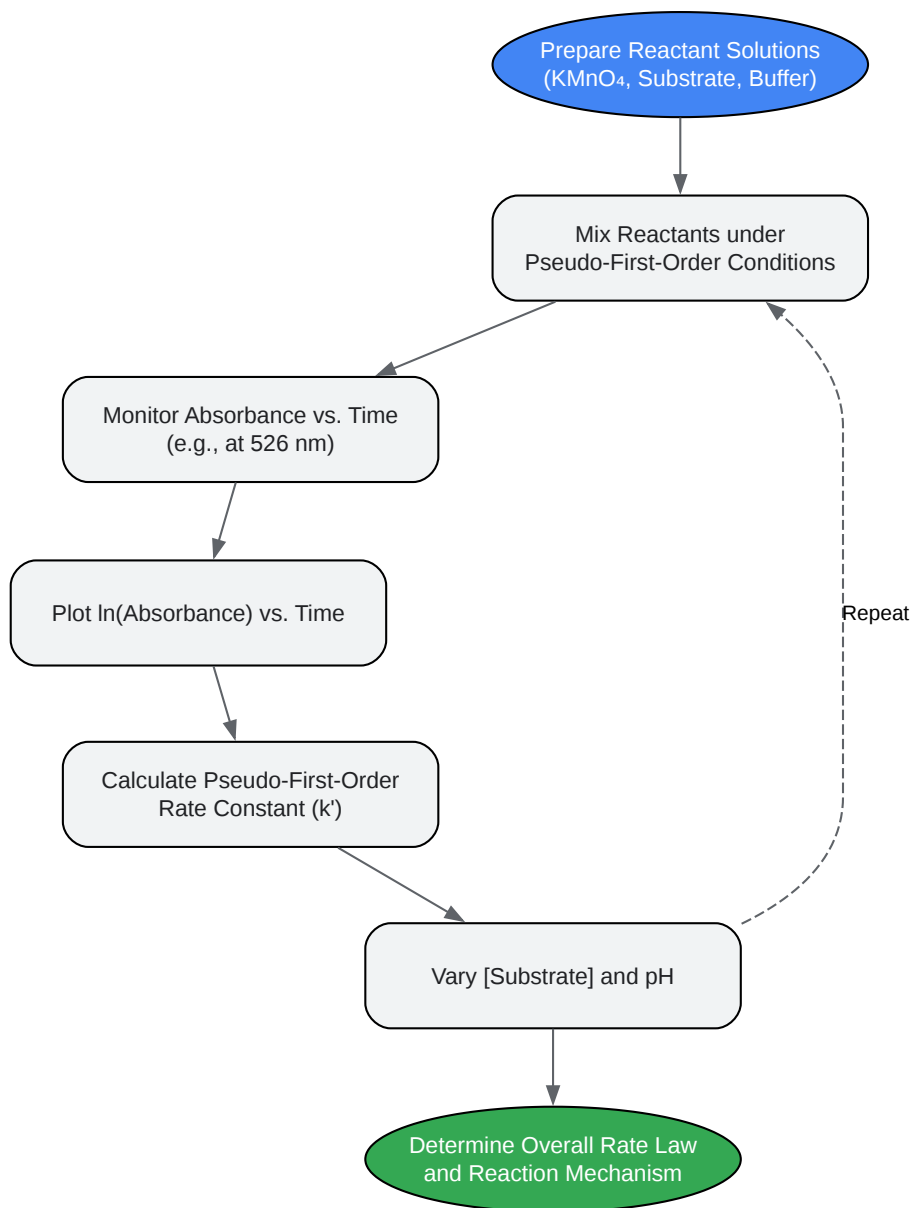 Prepare Reactant Solutions
(KMnO₄, Substrate, Buffer)
Mix Reactants under
Pseudo-First-Order Conditions
Monitor Absorbance vs. Time
(e.g., at 526 nm)
Plot ln(Absorbance) vs. Time
Repeat
Calculate Pseudo-First-Order
Rate Constant (k')
Vary [Substrate] and pH
Determine Overall Rate Law
and Reaction Mechanism